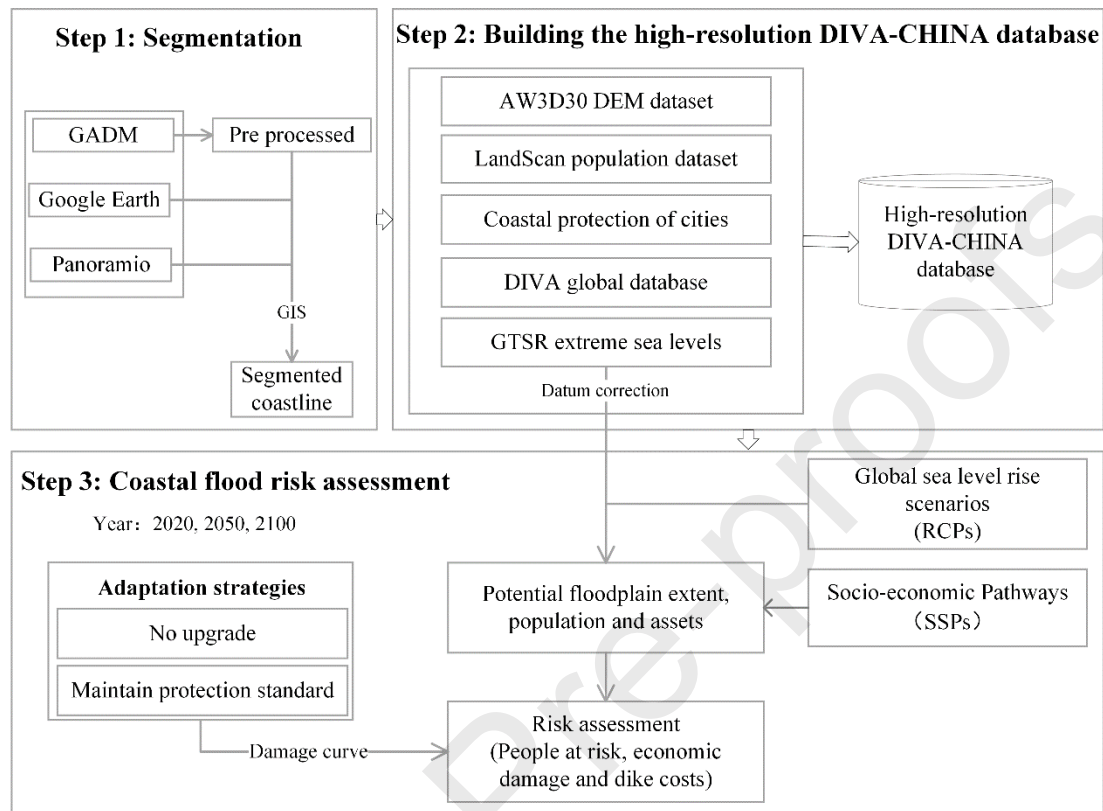 Step 1: Segmentation
GADM
Pre processed
Google Earth
Panoramio
GIS
Segmented
coastline
Step 2: Building the high-resolution DIVA-CHINA database
AW3D30 DEM dataset
LandScan population dataset
Coastal protection of cities
DIVA global database
GTSR extreme sea levels
Datum correction
High-resolution
DIVA-CHINA
database
Step 3: Coastal flood risk assessment
Year：2020, 2050, 2100
Adaptation strategies
No upgrade
Maintain protection standard
Damage curve
Global sea level rise
scenarios
(RCPs)
Potential floodplain extent,
population and assets
Socio-economic Pathways
（SSPs）
Risk assessment
(People at risk, economic
damage and dike costs)
Pre-proofs